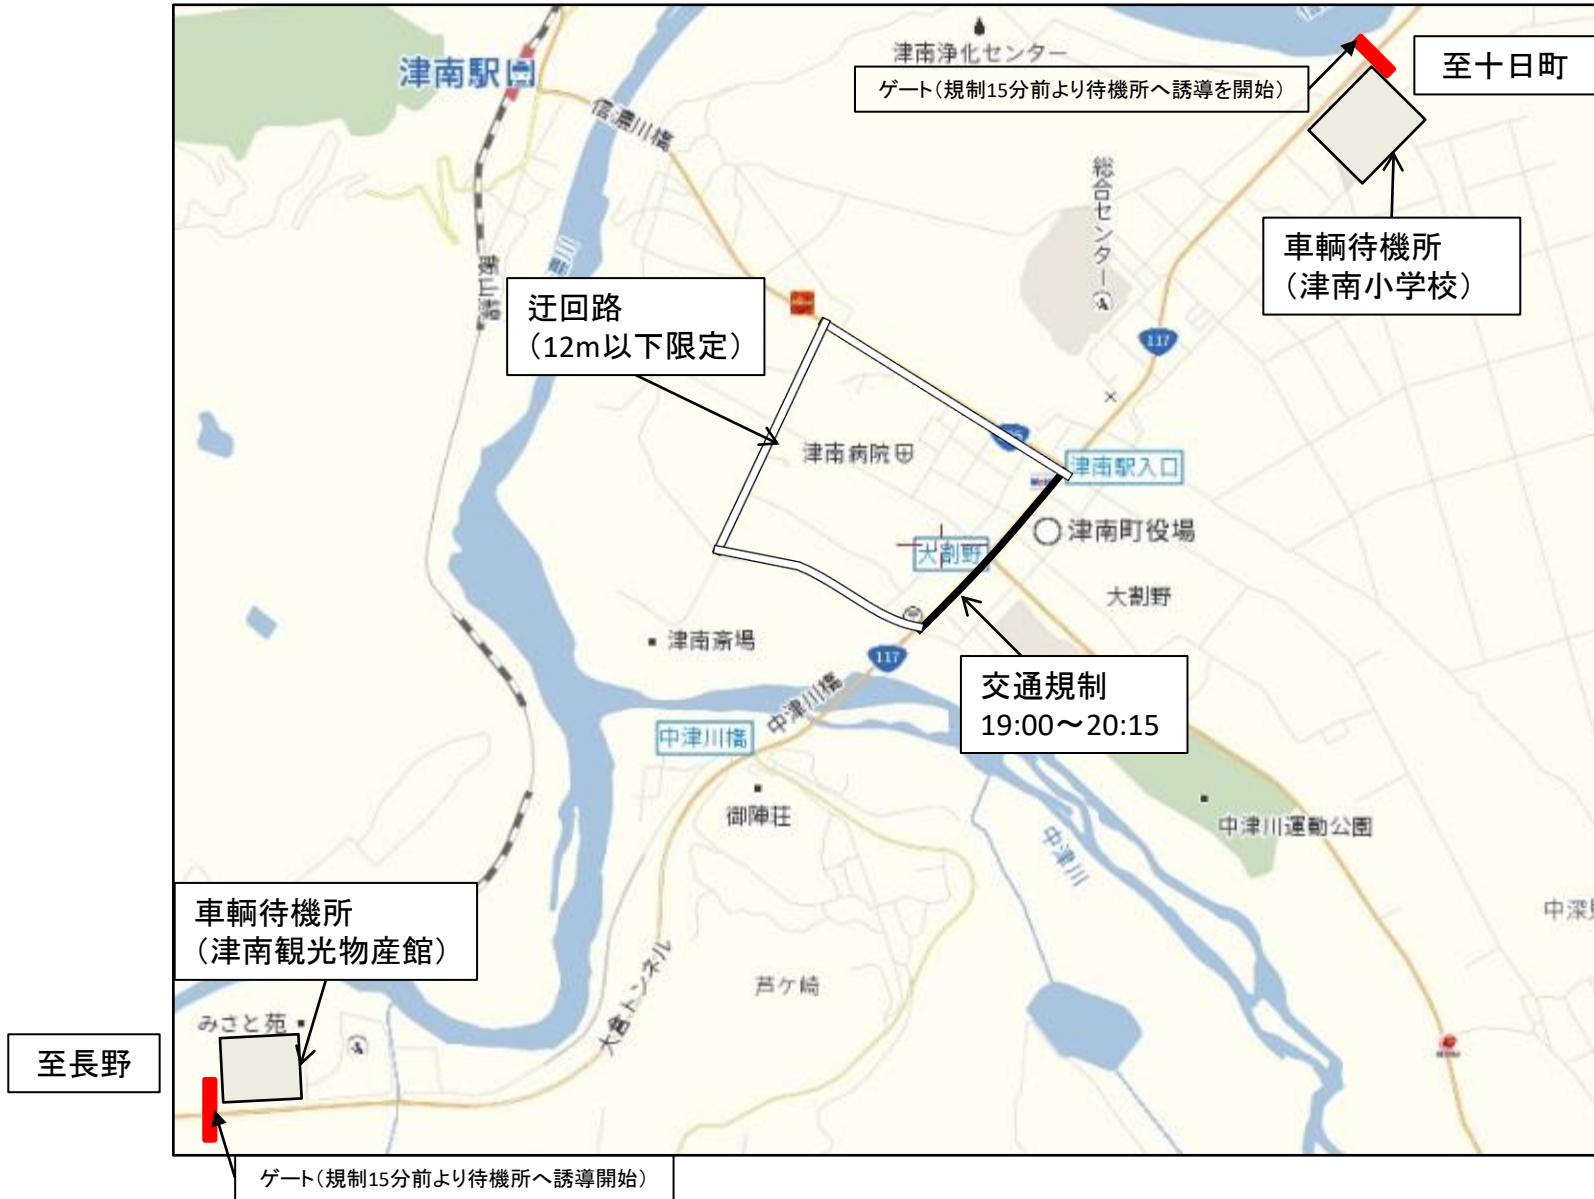 津南駅
津南浄化センター
至十日町
ゲート(規制15分前より待機所へ誘導を開始)
信濃川橋
総合センター
車輌待機所
(津南小学校)
飯山線
迂回路
(12m以下限定)
117
津南病院
津南駅入口
津南町役場
大割野
大割野
津南斎場
117
交通規制
19:00~20:15
中津川橋
中津川橋
御陣荘
中津川運動公園
中津川
車輌待機所
(津南観光物産館)
大倉トンネル
芦ケ崎
みさと苑
至長野
ゲート(規制15分前より待機所へ誘導開始)